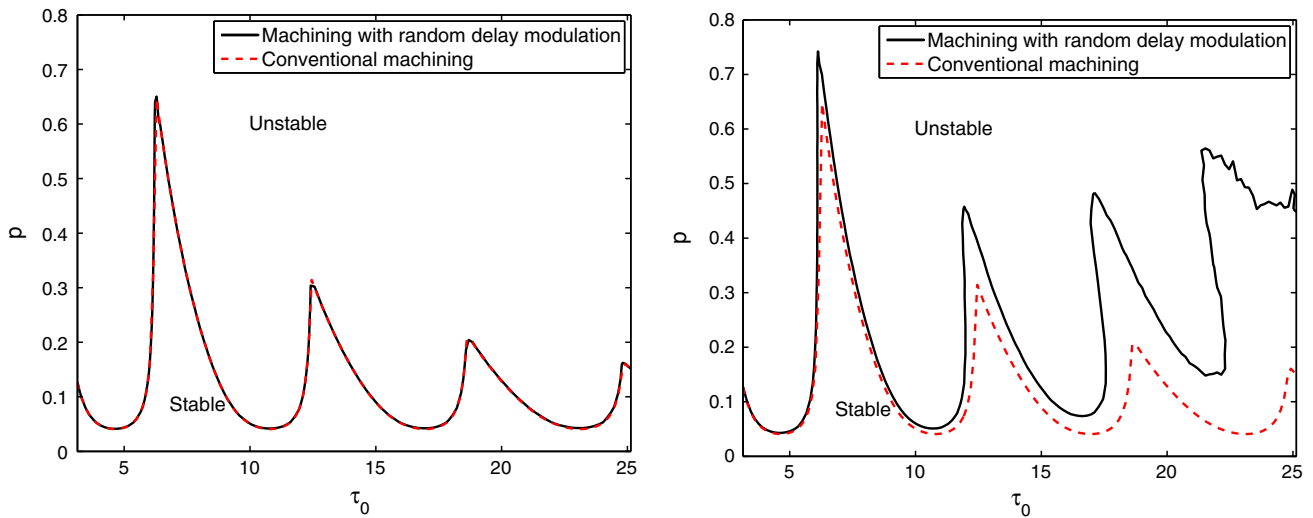 0.8
0.7
0.6
0.5
0.4
0.3
0.2
0.1
0
p
5
10
15
20
25
τ0
Machining with random delay modulation
Conventional machining
Unstable
Stable
0.8
0.7
0.6
0.5
0.4
0.3
0.2
0.1
0
p
5
10
15
20
25
τ0
Machining with random delay modulation
Conventional machining
Unstable
Stable